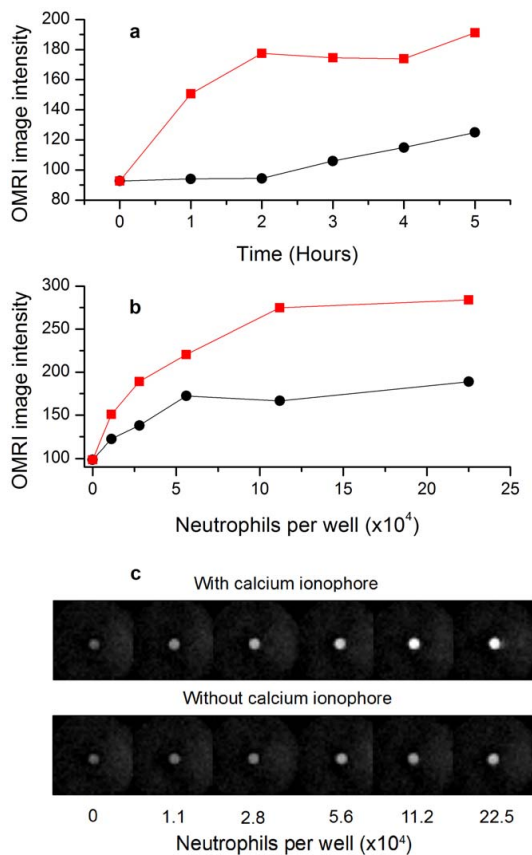 a
200
180
160
140
120
100
80
OMRI image intensity
0 1 2 3 4 5
Time (Hours)
b
300
250
200
150
100
OMRI image intensity
0 5 10 15 20 25
Neutrophils per well (x10⁴)
c
With calcium ionophore
Without calcium ionophore
0 1.1 2.8 5.6 11.2 22.5
Neutrophils per well (x10⁴)